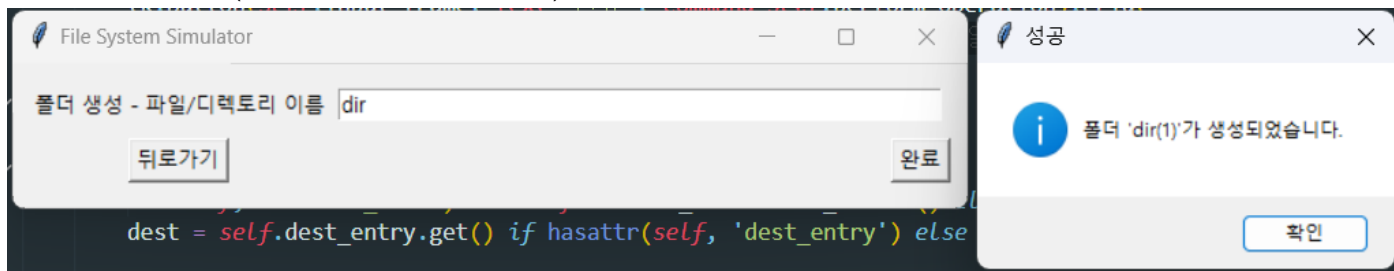 File System Simulator
폴더 생성 - 파일/디렉토리 이름 dir
뒤로가기
완료
성공
폴더 'dir(1)'가 생성되었습니다.
확인
dest = self.dest_entry.get() if hasattr(self, 'dest_entry') else